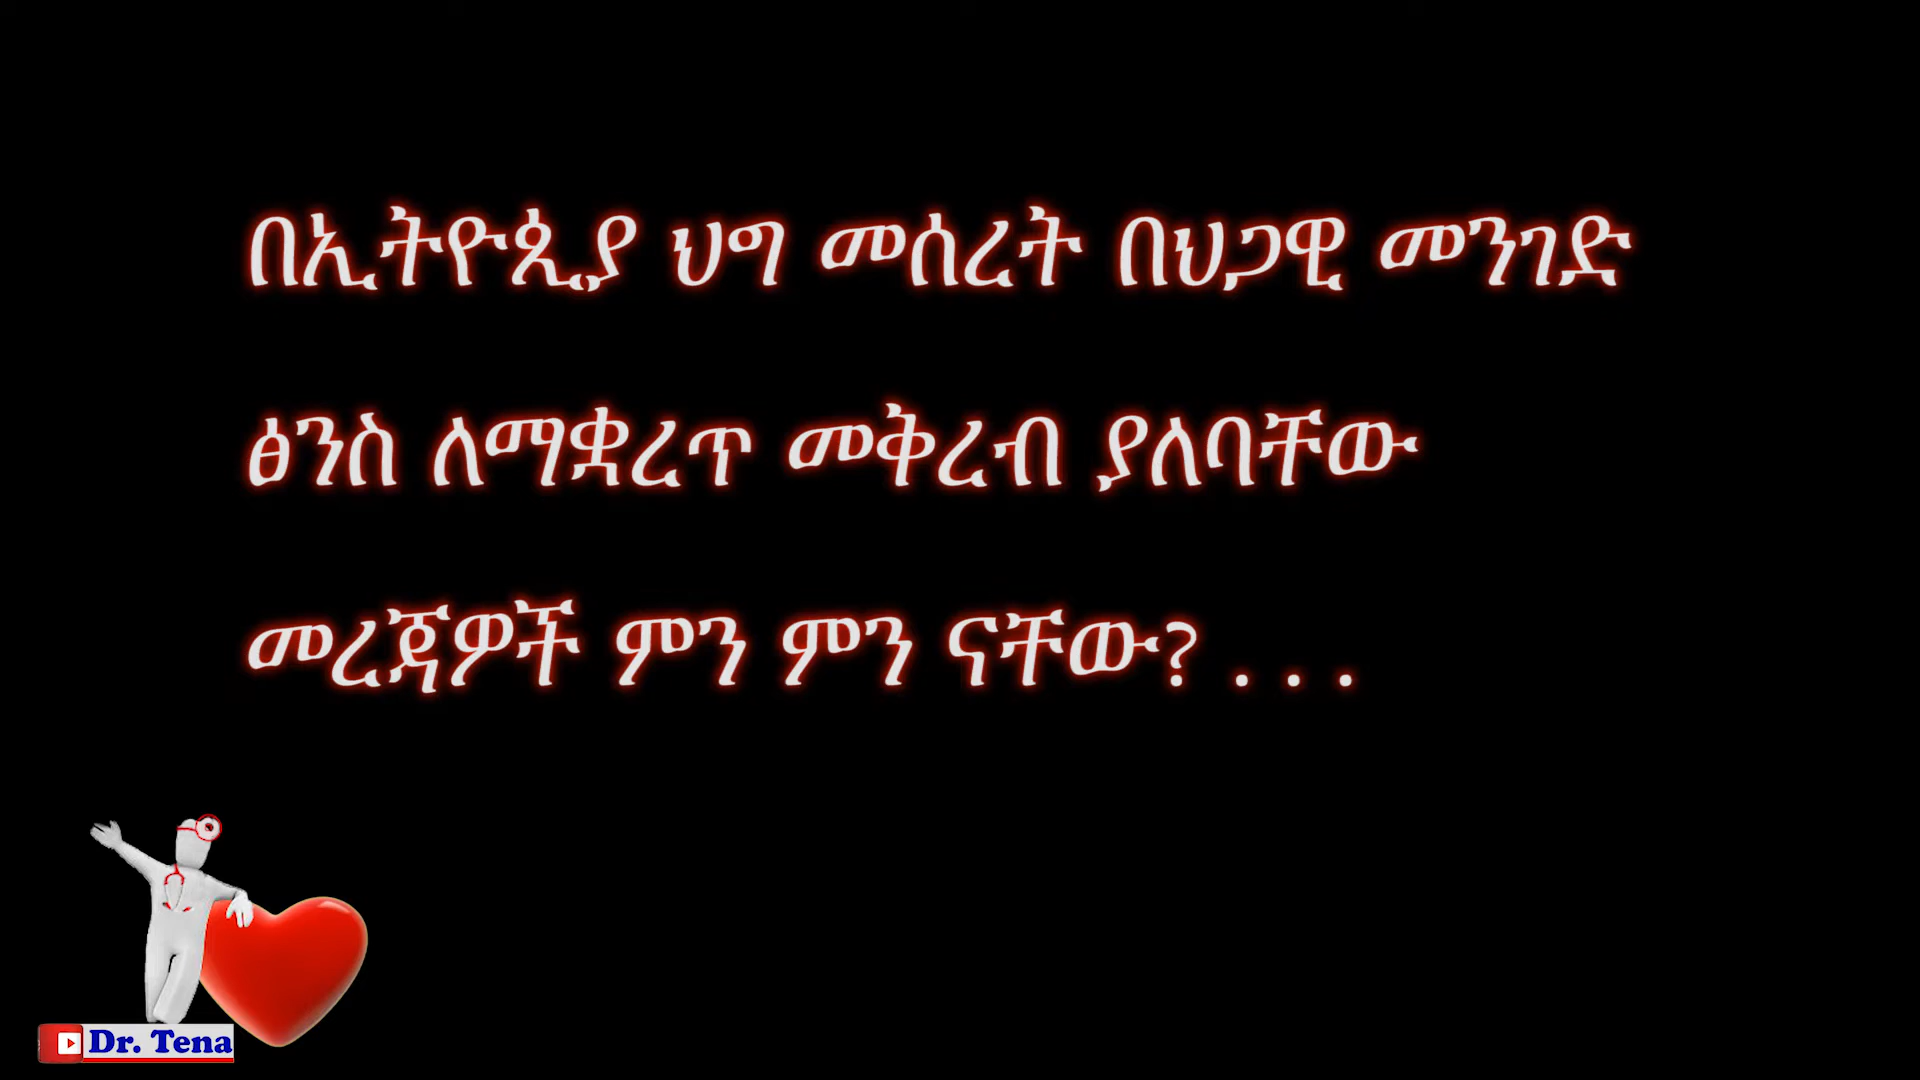 በኢትዮጲያ ህግ መሰረት በህጋዊ መንገድ
ፅንስ ለማቋረጥ መቅረብ ያለባቸው
መረጃዎች ምን ምን ናቸው? . . .
Dr. Tena